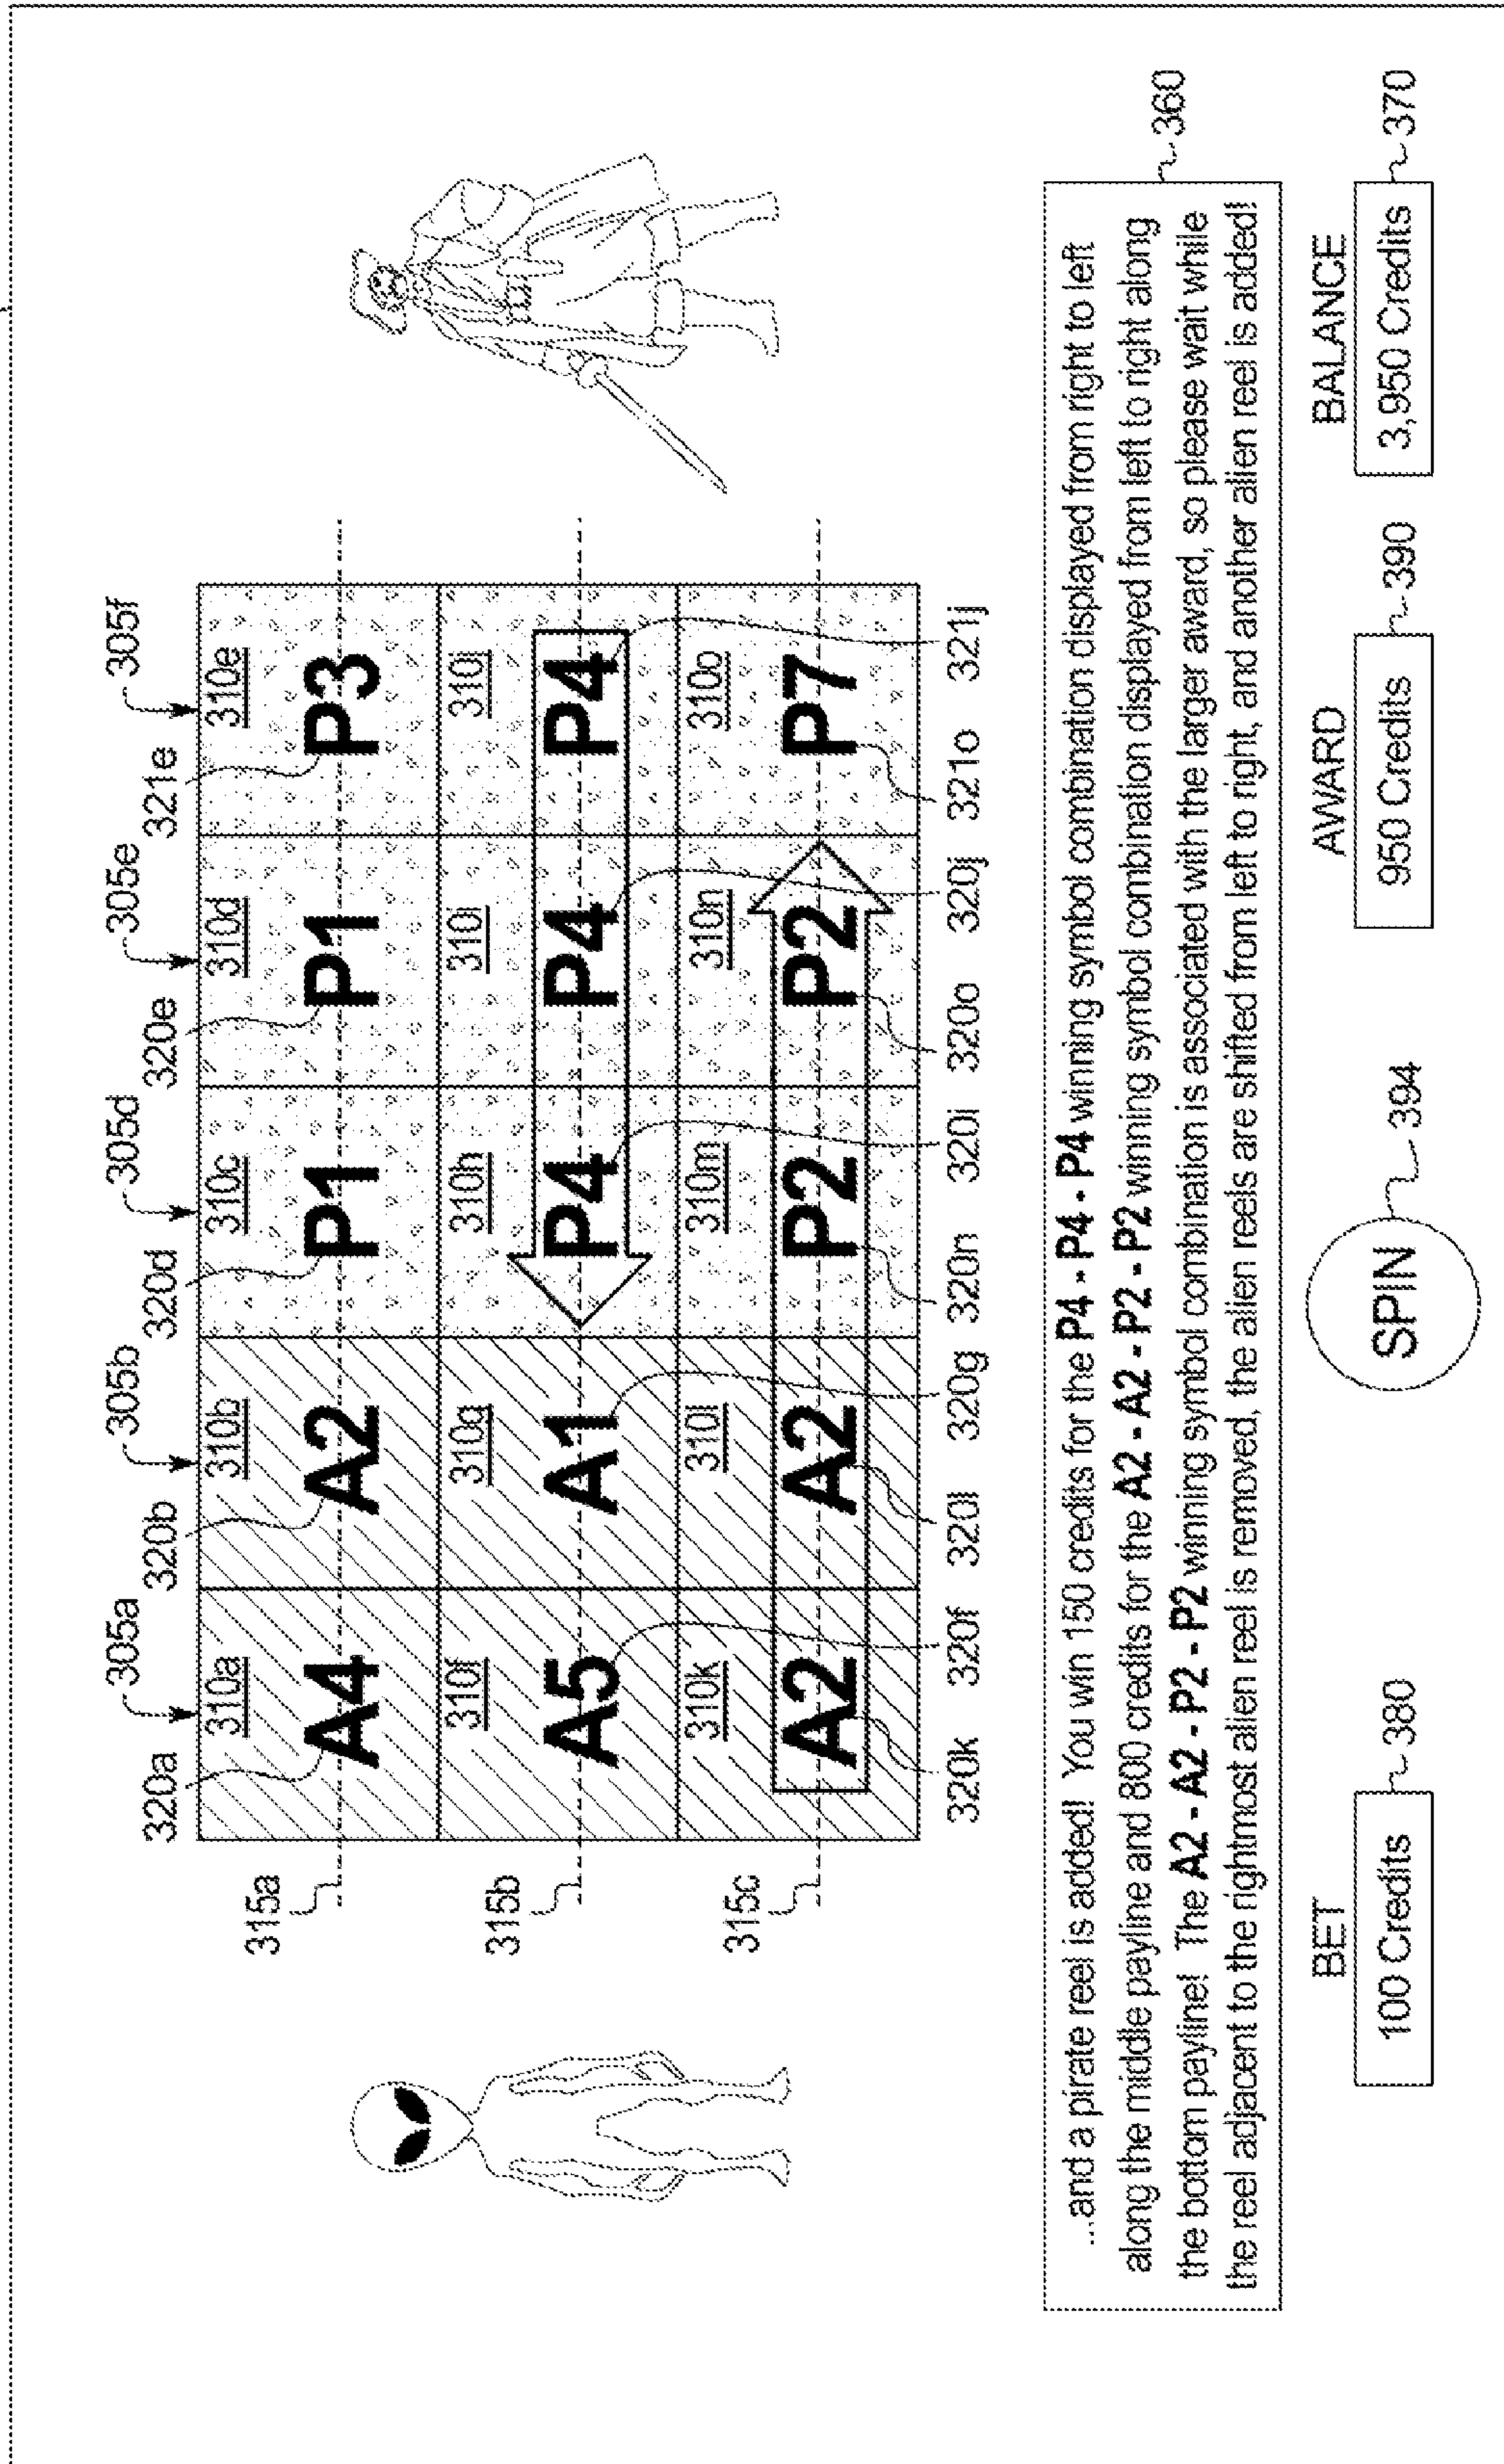 305a 305b 305d 305e 305f
320a 320b 320d 320e 321e
310a 310b 310c 310d 310e
315a A4 A2 P1 P1 P3
310f 310g 310h 310i 310j
315b A5 A1 P4 P4 P4
310k 310l 310m 310n 310o
315c A2 A2 P2 P2 P7
320k 320f 320l 320g 320n 320i 320o 320j 321o 321j
...and a pirate reel is added! You win 150 credits for the P4 - P4 - P4 winning symbol combination displayed from right to left
along the middle payline and 800 credits for the A2 - A2 - P2 - P2 winning symbol combination displayed from left to right along
the bottom payline! The A2 - A2 - P2 - P2 winning symbol combination is associated with the larger award, so please wait while
the reel adjacent to the rightmost alien reel is removed, the alien reels are shifted from left to right, and another alien reel is added!
360
BET AWARD BALANCE
100 Credits 380 SPIN 394 950 Credits 390 3,950 Credits 370